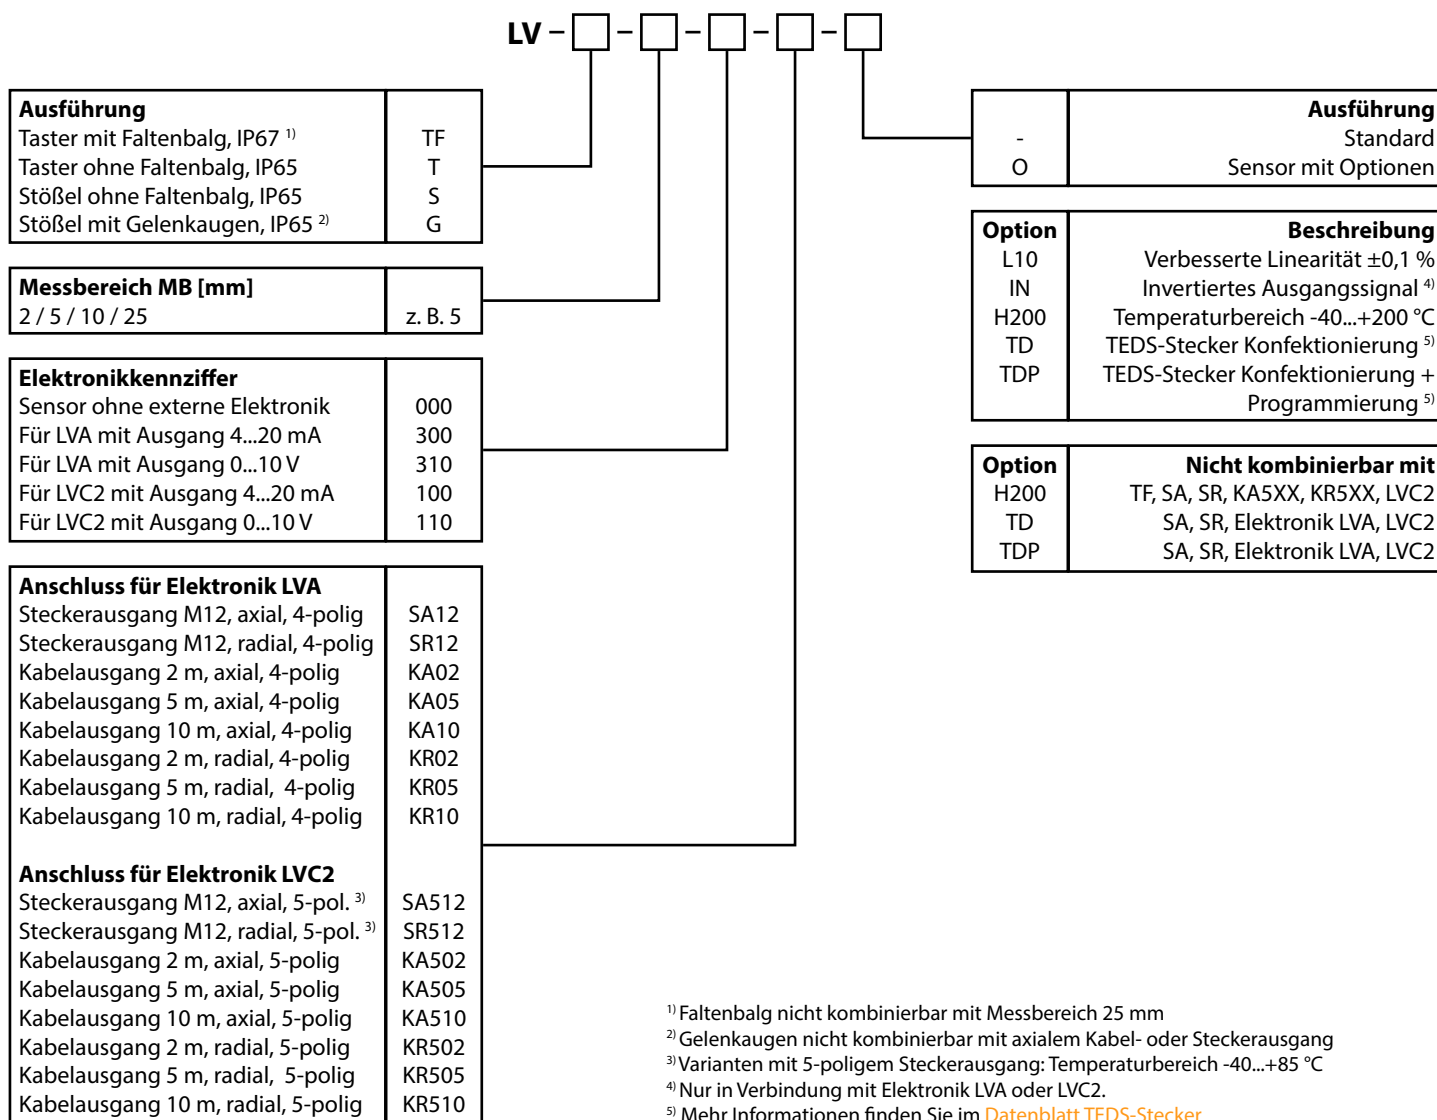 LV – – – – –
Ausführung
Taster mit Faltenbalg, IP67 1) TF
Taster ohne Faltenbalg, IP65 T
Stößel ohne Faltenbalg, IP65 S
Stößel mit Gelenkaugen, IP65 2) G
Messbereich MB [mm]
2 / 5 / 10 / 25 z. B. 5
Elektronikkennziffer
Sensor ohne externe Elektronik 000
Für LVA mit Ausgang 4...20 mA 300
Für LVA mit Ausgang 0...10 V 310
Für LVC2 mit Ausgang 4...20 mA 100
Für LVC2 mit Ausgang 0...10 V 110
Anschluss für Elektronik LVA
Steckerausgang M12, axial, 4-polig SA12
Steckerausgang M12, radial, 4-polig SR12
Kabelausgang 2 m, axial, 4-polig KA02
Kabelausgang 5 m, axial, 4-polig KA05
Kabelausgang 10 m, axial, 4-polig KA10
Kabelausgang 2 m, radial, 4-polig KR02
Kabelausgang 5 m, radial, 4-polig KR05
Kabelausgang 10 m, radial, 4-polig KR10
Anschluss für Elektronik LVC2
Steckerausgang M12, axial, 5-pol. 3) SA512
Steckerausgang M12, radial, 5-pol. 3) SR512
Kabelausgang 2 m, axial, 5-polig KA502
Kabelausgang 5 m, axial, 5-polig KA505
Kabelausgang 10 m, axial, 5-polig KA510
Kabelausgang 2 m, radial, 5-polig KR502
Kabelausgang 5 m, radial, 5-polig KR505
Kabelausgang 10 m, radial, 5-polig KR510
Ausführung
- Standard
O Sensor mit Optionen
Option Beschreibung
L10 Verbesserte Linearität ±0,1 %
IN Invertiertes Ausgangssignal 4)
H200 Temperaturbereich -40...+200 °C
TD TEDS-Stecker Konfektionierung 5)
TDP TEDS-Stecker Konfektionierung +
Programmierung 5)
Option Nicht kombinierbar mit
H200 TF, SA, SR, KA5XX, KR5XX, LVC2
TD SA, SR, Elektronik LVA, LVC2
TDP SA, SR, Elektronik LVA, LVC2
1) Faltenbalg nicht kombinierbar mit Messbereich 25 mm
2) Gelenkaugen nicht kombinierbar mit axialem Kabel- oder Steckerausgang
3) Varianten mit 5-poligem Steckerausgang: Temperaturbereich -40...+85 °C
4) Nur in Verbindung mit Elektronik LVA oder LVC2.
5) Mehr Informationen finden Sie im Datenblatt TEDS-Stecker